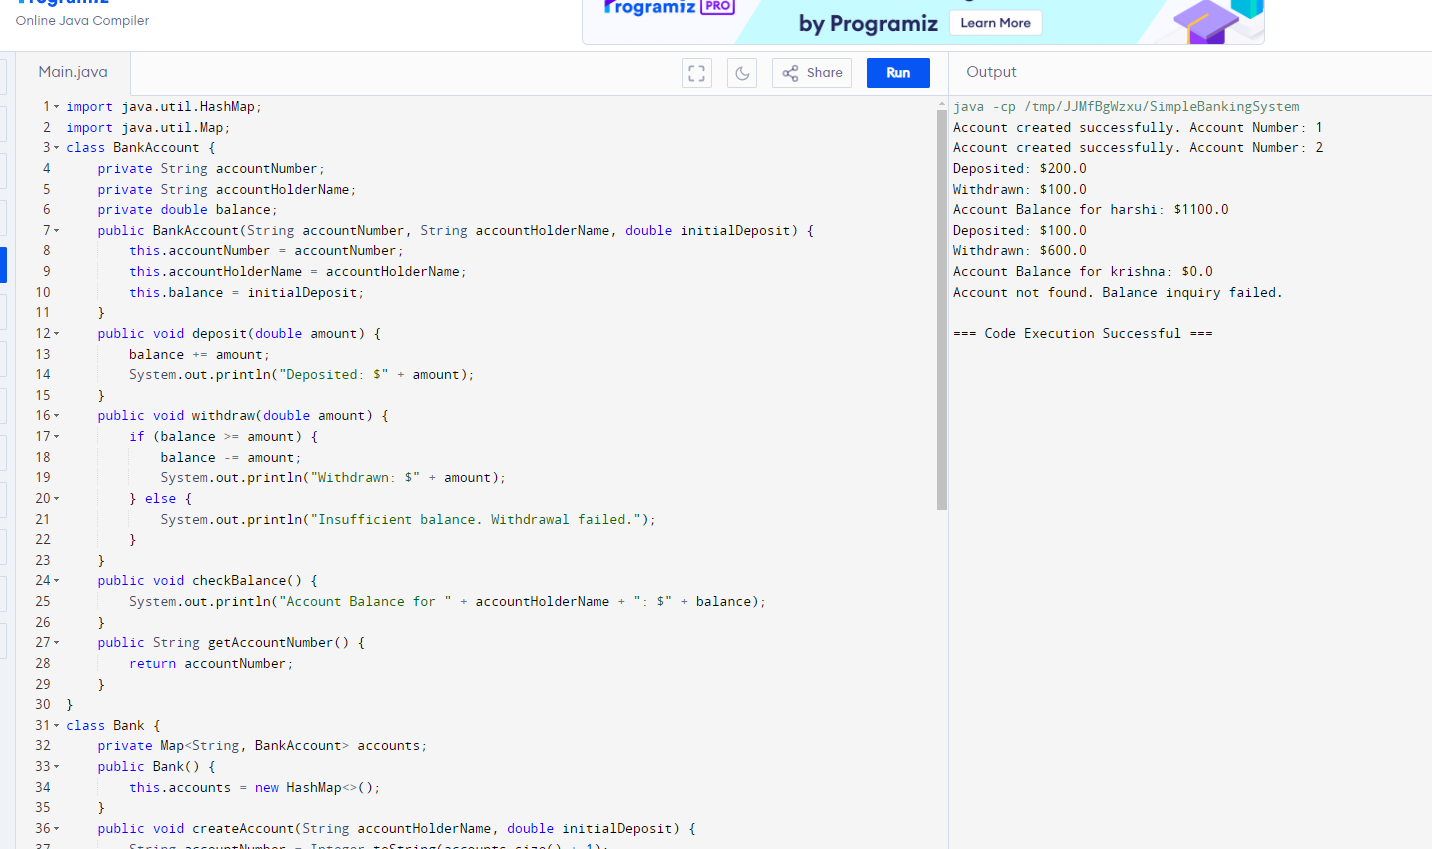 Programiz
Online Java Compiler
Programiz PRO
by Programiz
Learn More
Main.java
Share
Run
Output
1 import java.util.HashMap;
2 import java.util.Map;
3 class BankAccount {
4     private String accountNumber;
5     private String accountHolderName;
6     private double balance;
7     public BankAccount(String accountNumber, String accountHolderName, double initialDeposit) {
8         this.accountNumber = accountNumber;
9         this.accountHolderName = accountHolderName;
10         this.balance = initialDeposit;
11     }
12     public void deposit(double amount) {
13         balance += amount;
14         System.out.println("Deposited: $" + amount);
15     }
16     public void withdraw(double amount) {
17         if (balance >= amount) {
18             balance -= amount;
19             System.out.println("Withdrawn: $" + amount);
20         } else {
21             System.out.println("Insufficient balance. Withdrawal failed.");
22         }
23     }
24     public void checkBalance() {
25         System.out.println("Account Balance for " + accountHolderName + ": $" + balance);
26     }
27     public String getAccountNumber() {
28         return accountNumber;
29     }
30 }
31 class Bank {
32     private Map<String, BankAccount> accounts;
33     public Bank() {
34         this.accounts = new HashMap<>();
35     }
36     public void createAccount(String accountHolderName, double initialDeposit) {
37         String accountNumber = Integer.toString(accounts.size() + 1);
java -cp /tmp/JJMfBgWzxu/SimpleBankingSystem
Account created successfully. Account Number: 1
Account created successfully. Account Number: 2
Deposited: $200.0
Withdrawn: $100.0
Account Balance for harshi: $1100.0
Deposited: $100.0
Withdrawn: $600.0
Account Balance for krishna: $0.0
Account not found. Balance inquiry failed.
=== Code Execution Successful ===